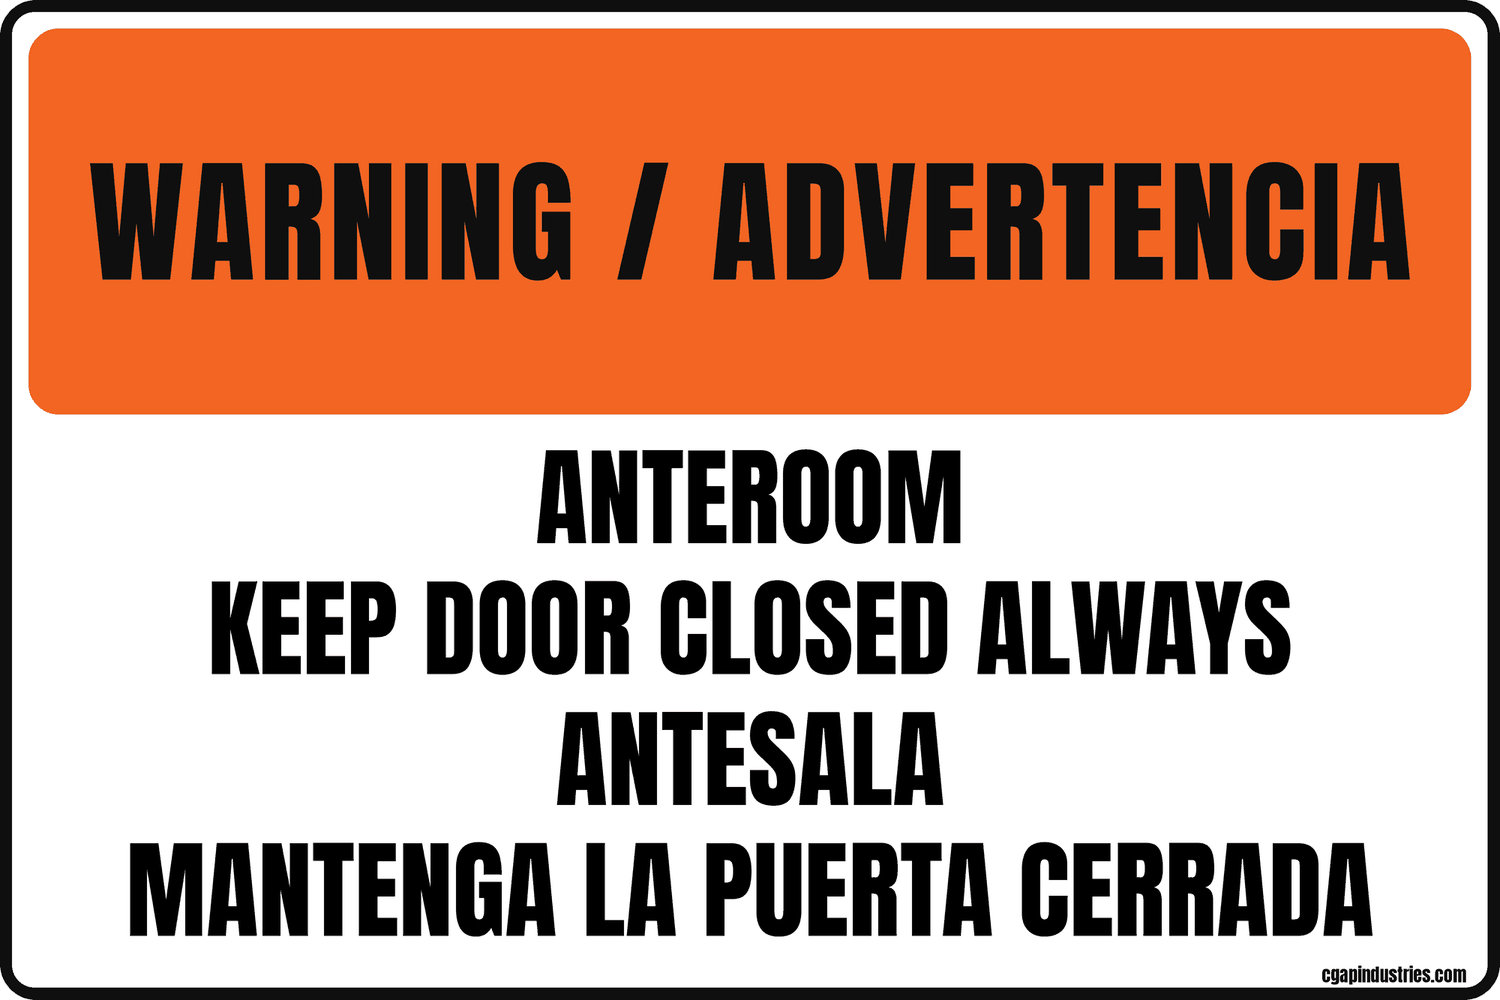 WARNING / ADVERTENCIA
ANTEROOM
KEEP DOOR CLOSED ALWAYS
ANTESALA
MANTENGA LA PUERTA CERRADA
cgapindustries.com